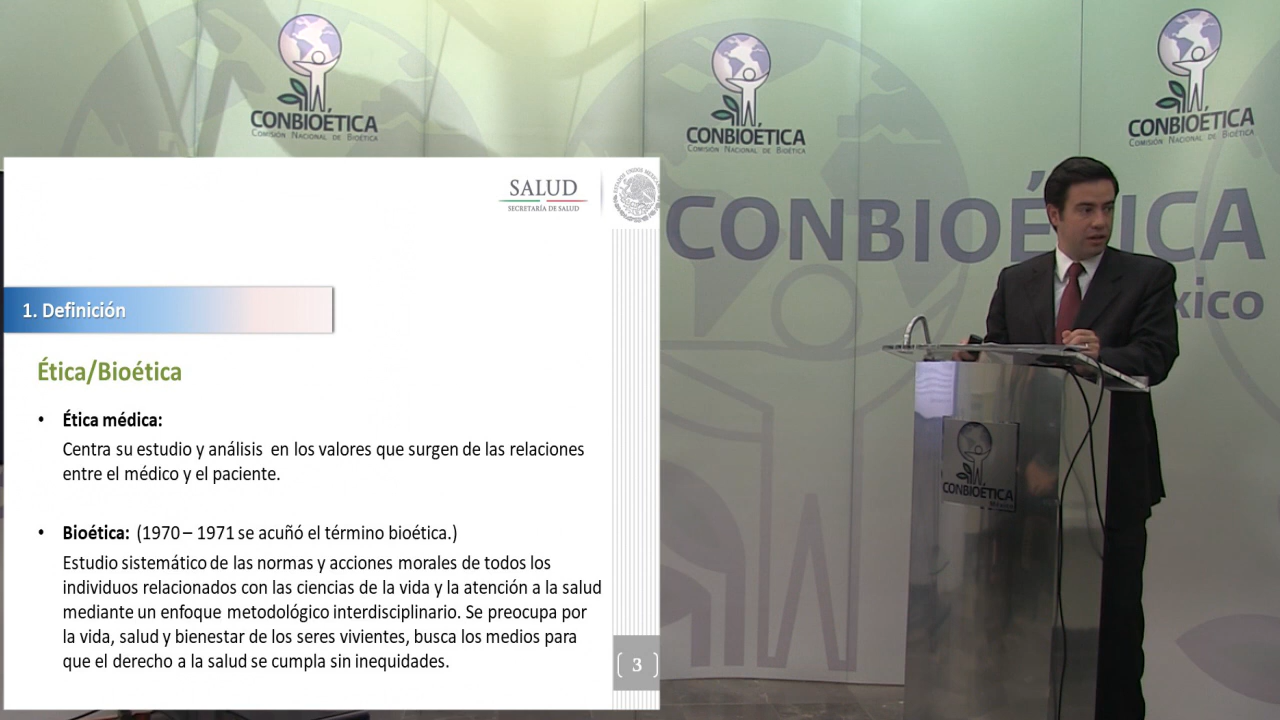 CONBIOÉTICA
COMISIÓN NACIONAL DE BIOÉTICA
CONBIOÉTICA
COMISIÓN NACIONAL DE BIOÉTICA
CONBIOÉTICA
COMISIÓN NACIONAL DE BIOÉTICA
SALUD
SECRETARÍA DE SALUD
CONBIOÉ ICA
xico
1. Definición
Ética/Bioética
• Ética médica:
Centra su estudio y análisis en los valores que surgen de las relaciones
entre el médico y el paciente.
• Bioética: (1970 – 1971 se acuñó el término bioética.)
Estudio sistemático de las normas y acciones morales de todos los
individuos relacionados con las ciencias de la vida y la atención a la salud
mediante un enfoque metodológico interdisciplinario. Se preocupa por
la vida, salud y bienestar de los seres vivientes, busca los medios para
que el derecho a la salud se cumpla sin inequidades.
3
CONBIOÉTICA
México